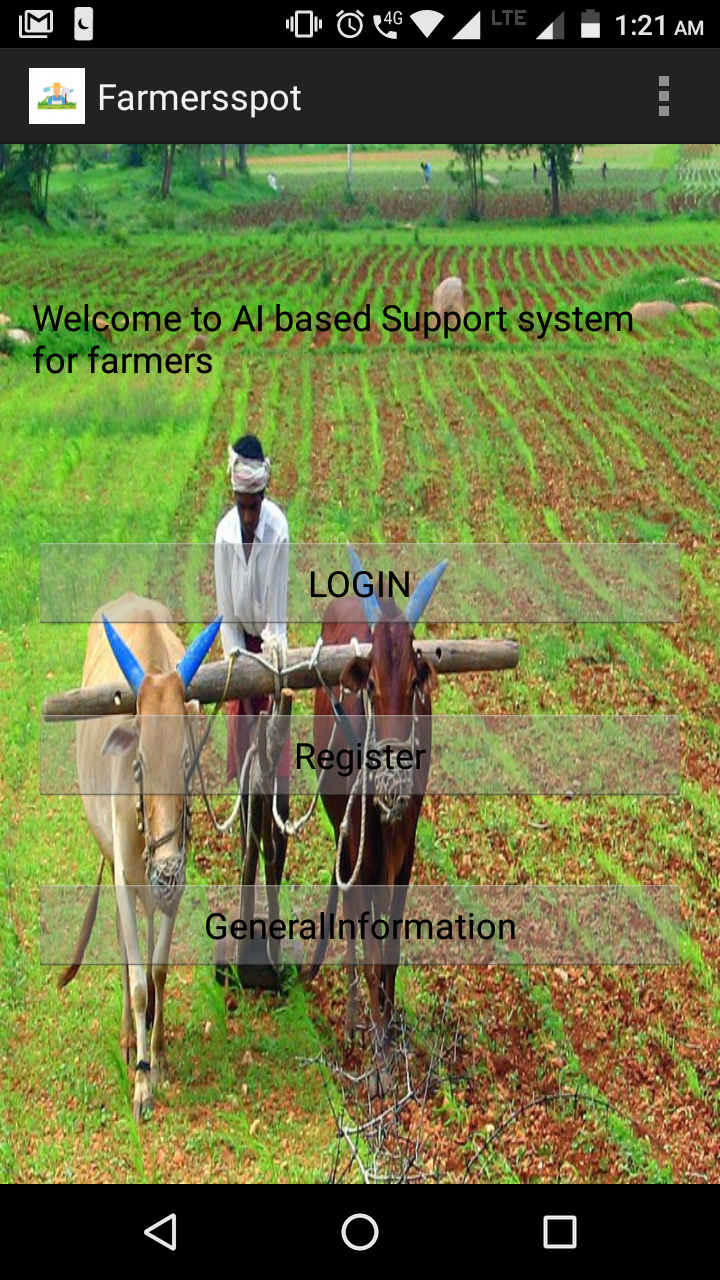 4G LTE 1:21 AM
Farmersspot
Welcome to AI based Support system
for farmers
LOGIN
Register
GeneralInformation